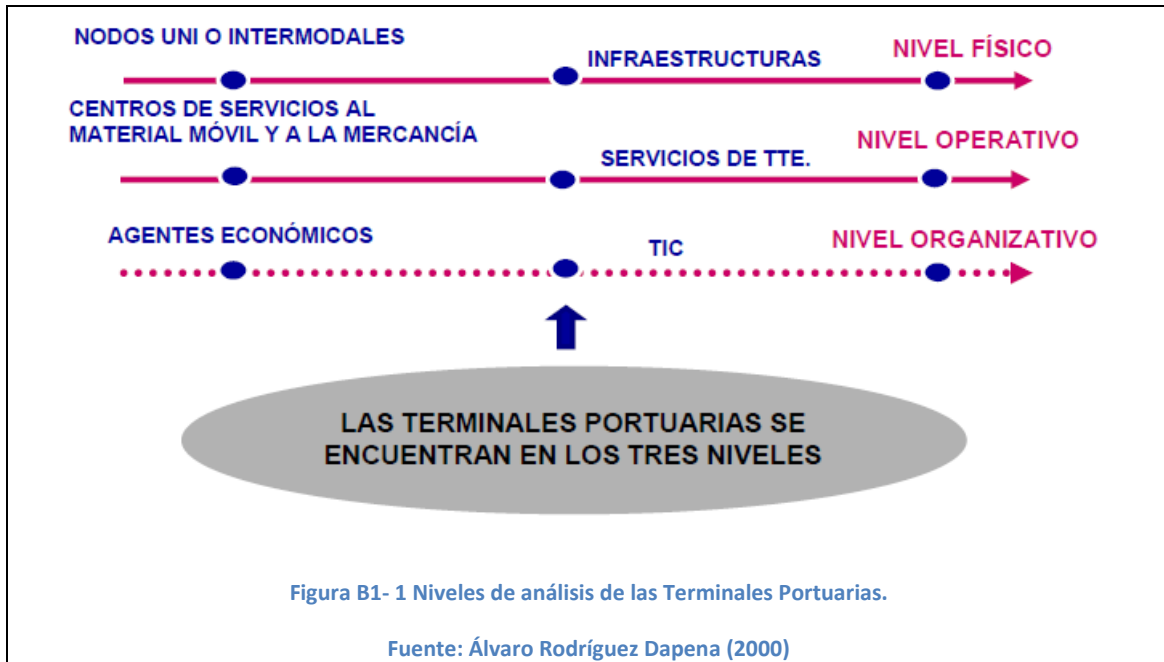 NODOS UNI O INTERMODALES
INFRAESTRUCTURAS
NIVEL FÍSICO
CENTROS DE SERVICIOS AL
MATERIAL MÓVIL Y A LA MERCANCÍA
SERVICIOS DE TTE.
NIVEL OPERATIVO
AGENTES ECONÓMICOS
TIC
NIVEL ORGANIZATIVO
LAS TERMINALES PORTUARIAS SE
ENCUENTRAN EN LOS TRES NIVELES
Figura B1- 1 Niveles de análisis de las Terminales Portuarias.
Fuente: Álvaro Rodríguez Dapena (2000)